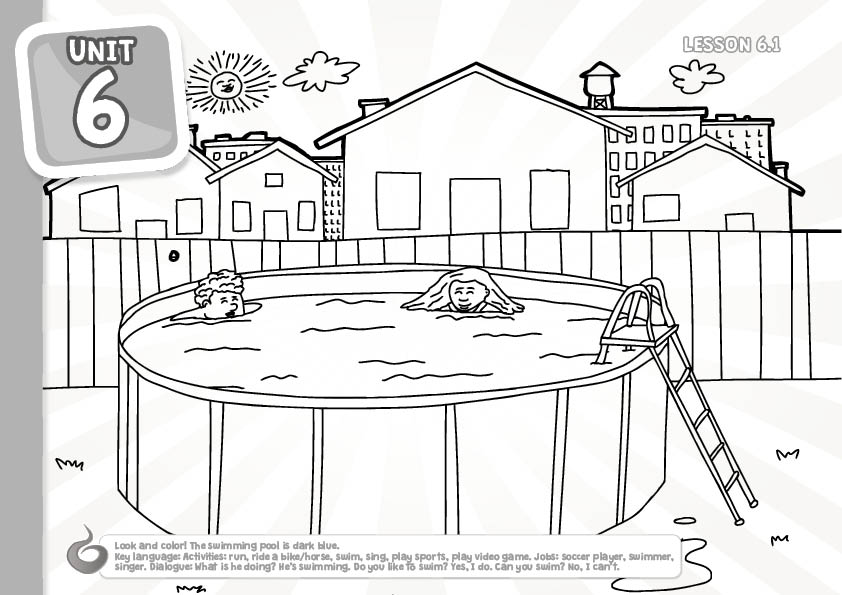 UNIT
6
LESSON 6.1
Look and color! The swimming pool is dark blue.
Key language: Activities: run, ride a bike/horse, swim, sing, play sports, play video game. Jobs: soccer player, swimmer,
singer. Dialogue: What is he doing? He's swimming. Do you like to swim? Yes, I do. Can you swim? No, I can't.